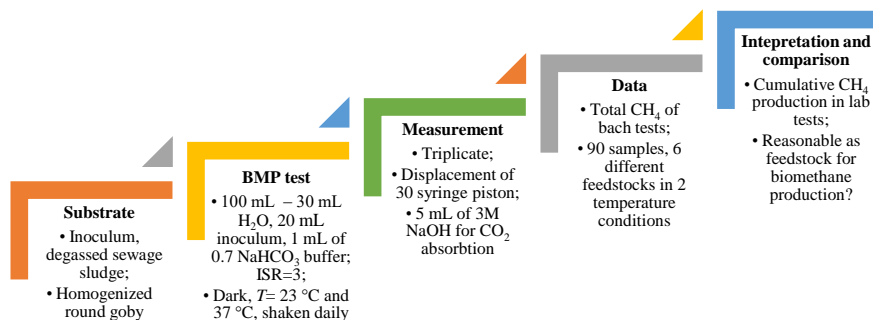 Substrate
• Inoculum,
degassed sewage
sludge;
• Homogenized
round goby
BMP test
• 100 mL – 30 mL
H₂O, 20 mL
inoculum, 1 mL of
0.7 NaHCO₃ buffer;
ISR=3;
• Dark, T= 23 °C and
37 °C, shaken daily
Measurement
• Triplicate;
• Displacement of
30 syringe piston;
• 5 mL of 3M
NaOH for CO₂
absorbtion
Data
• Total CH₄ of
bach tests;
• 90 samples, 6
different
feedstocks in 2
temperature
conditions
Intepretation and
comparison
• Cumulative CH₄
production in lab
tests;
• Reasonable as
feedstock for
biomethane
production?